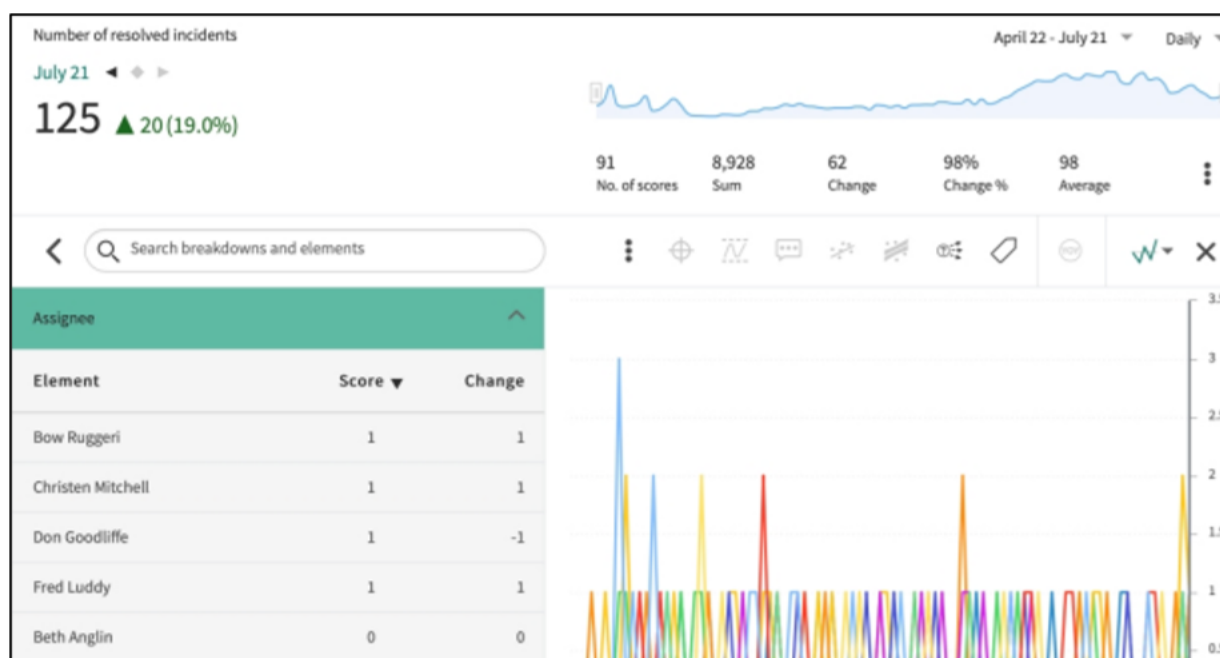 Number of resolved incidents
April 22 - July 21 Daily
July 21
125 ▲ 20 (19.0%)
91 8,928 62 98% 98
No. of scores Sum Change Change % Average
Search breakdowns and elements
Assignee
Element Score ▼ Change
Bow Ruggeri 1 1
Christen Mitchell 1 1
Don Goodliffe 1 -1
Fred Luddy 1 1
Beth Anglin 0 0
3
2
1